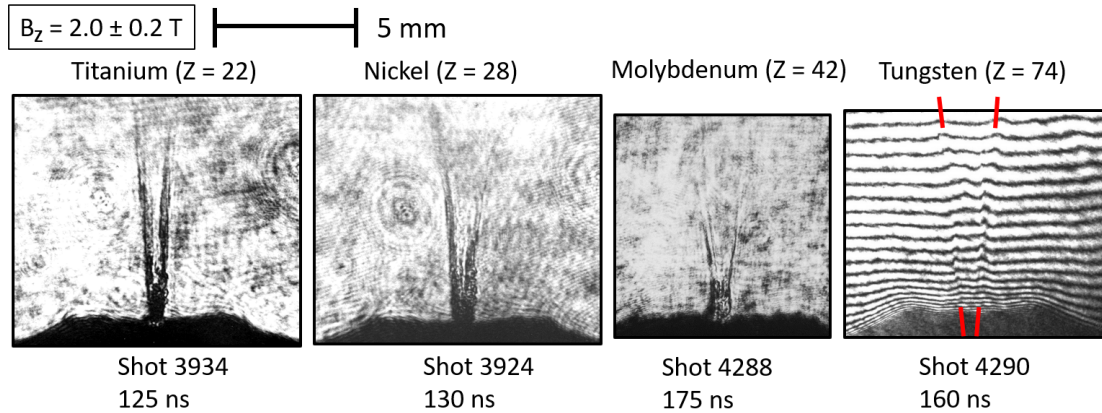 B_Z = 2.0 ± 0.2 T
5 mm
Titanium (Z = 22)
Nickel (Z = 28)
Molybdenum (Z = 42)
Tungsten (Z = 74)
Shot 3934
125 ns
Shot 3924
130 ns
Shot 4288
175 ns
Shot 4290
160 ns